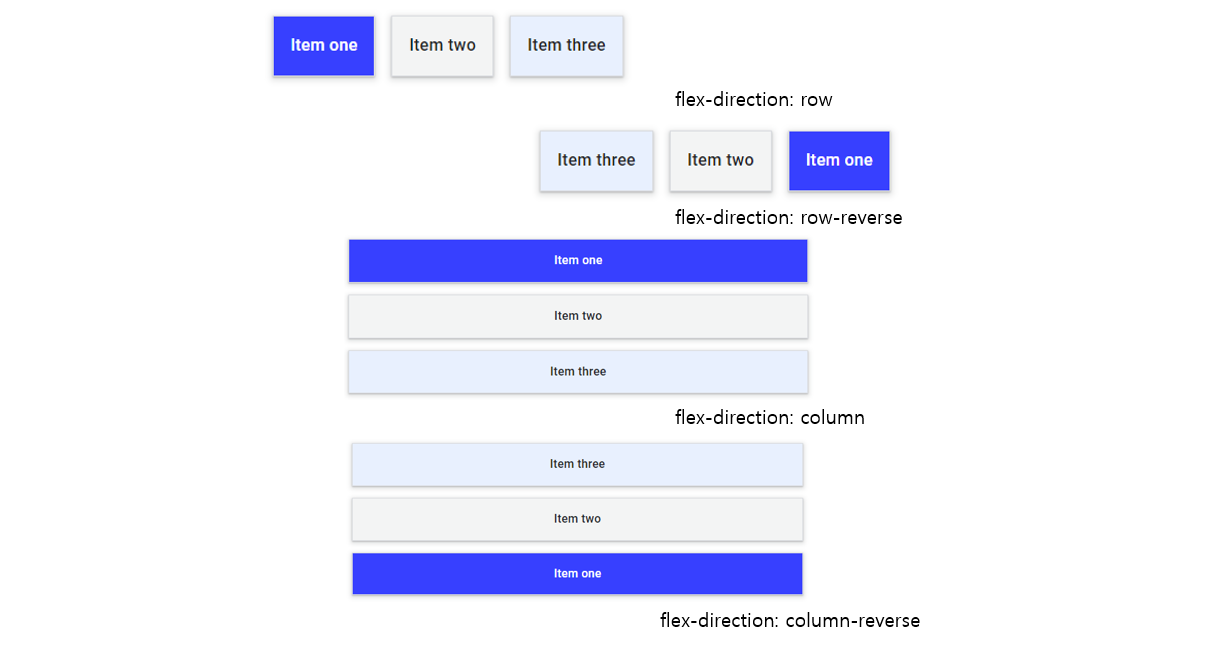 Item one Item two Item three
flex-direction: row
Item three Item two Item one
flex-direction: row-reverse
Item one
Item two
Item three
flex-direction: column
Item three
Item two
Item one
flex-direction: column-reverse